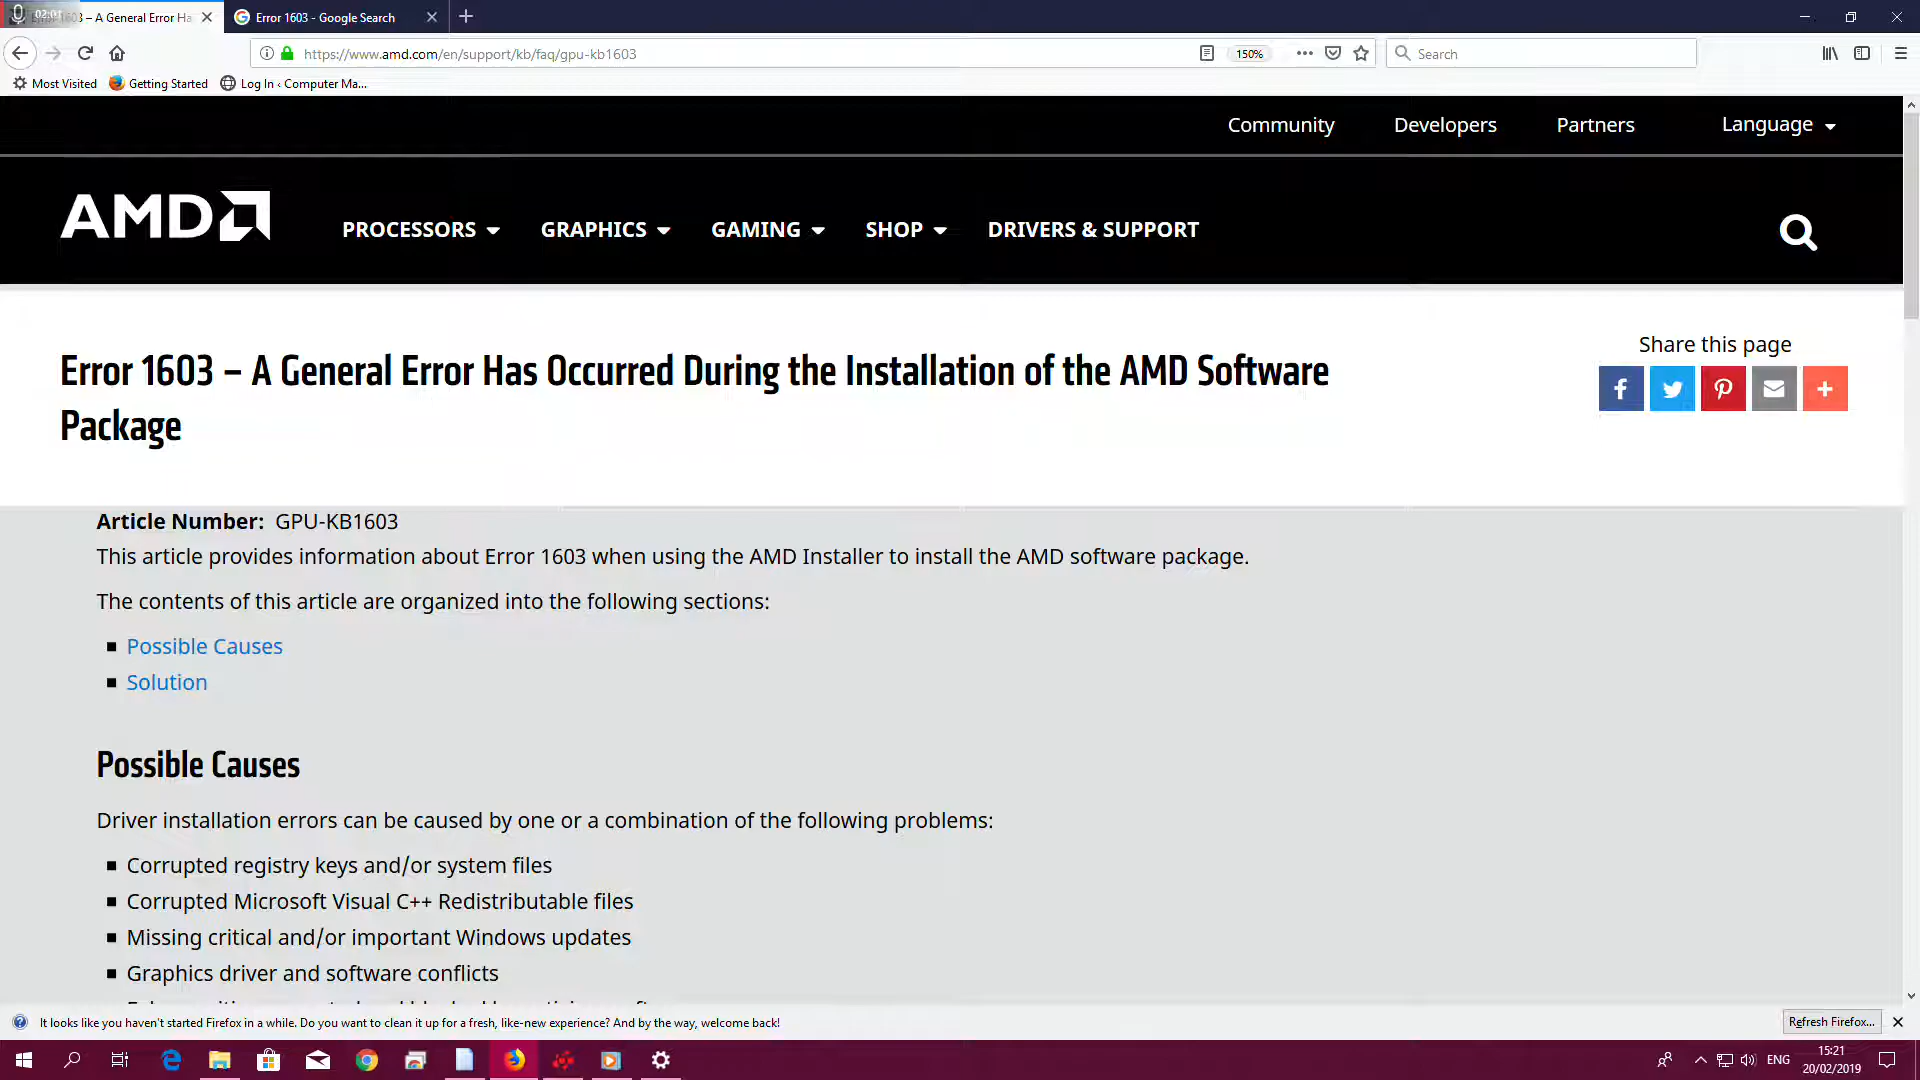 Error 1603 – A General Error Ha
02:01
Error 1603 - Google Search
https://www.amd.com/en/support/kb/faq/gpu-kb1603
150%
Search
Most Visited
Getting Started
Log In ‹ Computer Ma...
Community
Developers
Partners
Language
AMD
PROCESSORS
GRAPHICS
GAMING
SHOP
DRIVERS & SUPPORT
Error 1603 – A General Error Has Occurred During the Installation of the AMD Software
Package
Share this page
Article Number: GPU-KB1603
This article provides information about Error 1603 when using the AMD Installer to install the AMD software package.
The contents of this article are organized into the following sections:
Possible Causes
Solution
Possible Causes
Driver installation errors can be caused by one or a combination of the following problems:
Corrupted registry keys and/or system files
Corrupted Microsoft Visual C++ Redistributable files
Missing critical and/or important Windows updates
Graphics driver and software conflicts
It looks like you haven't started Firefox in a while. Do you want to clean it up for a fresh, like-new experience? And by the way, welcome back!
Refresh Firefox...
ENG
15:21
20/02/2019